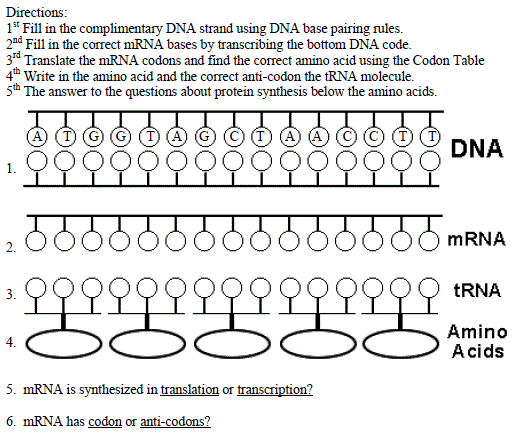 Directions:
1st Fill in the complimentary DNA strand using DNA base pairing rules.
2nd Fill in the correct mRNA bases by transcribing the bottom DNA code.
3rd Translate the mRNA codons and find the correct amino acid using the Codon Table
4th Write in the amino acid and the correct anti-codon the tRNA molecule.
5th The answer to the questions about protein synthesis below the amino acids.
A T G G T A G C T A A C C T T
DNA
1.
2. mRNA
3. tRNA
4. Amino
Acids
5. mRNA is synthesized in translation or transcription?
6. mRNA has codon or anti-codons?